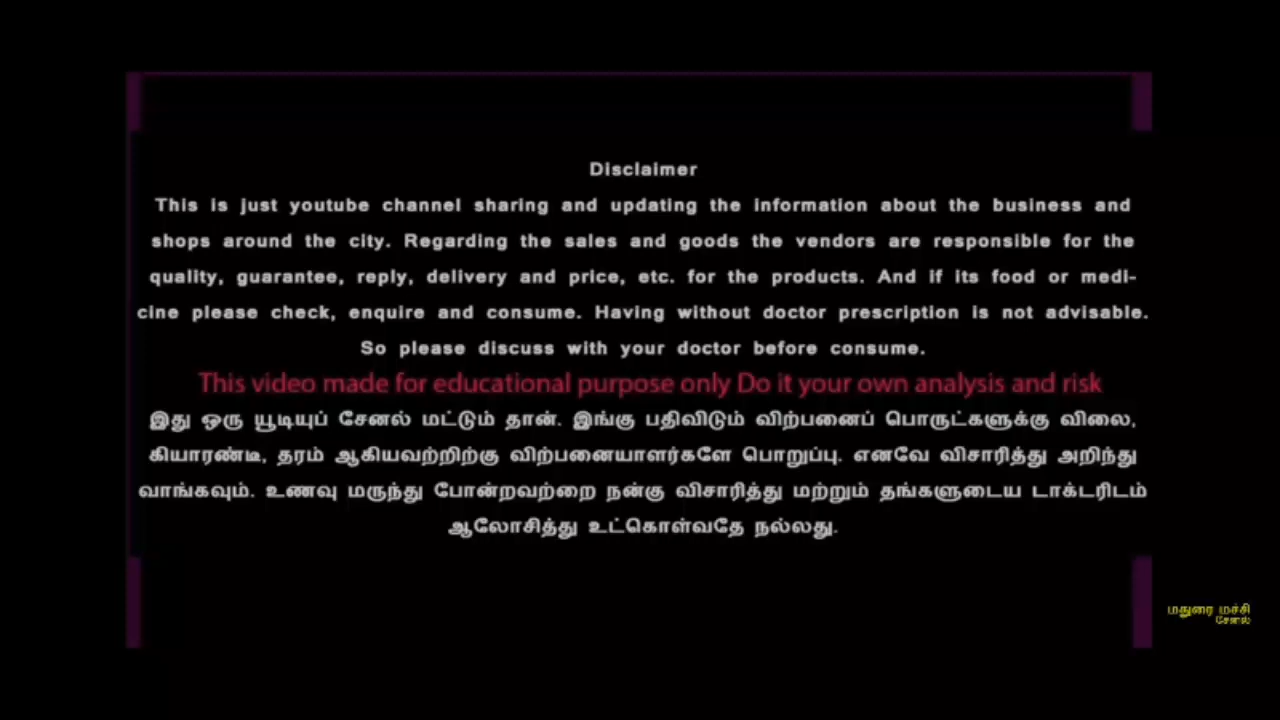 Disclaimer
This is just youtube channel sharing and updating the information about the business and
shops around the city. Regarding the sales and goods the vendors are responsible for the
quality, guarantee, reply, delivery and price, etc. for the products. And if its food or medi-
cine please check, enquire and consume. Having without doctor prescription is not advisable.
So please discuss with your doctor before consume.
This video made for educational purpose only Do it your own analysis and risk
இது ஒரு யூடியுப் சேனல் மட்டும் தான். இங்கு பதிவிடும் விற்பனைப் பொருட்களுக்கு விலை,
கியாரண்டீ, தரம் ஆகியவற்றிற்கு விற்பனையாளர்களே பொறுப்பு. எனவே விசாரித்து அறிந்து
வாங்கவும். உணவு மருந்து போன்றவற்றை நன்கு விசாரித்து மற்றும் தங்களுடைய டாக்டரிடம்
ஆலோசித்து உட்கொள்வதே நல்லது.
மதுரை மச்சி
சேனல்